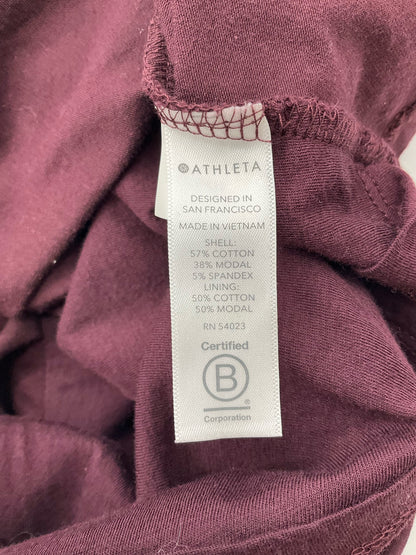 ATHLETA
DESIGNED IN
SAN FRANCISCO
MADE IN VIETNAM
SHELL:
57% COTTON
38% MODAL
5% SPANDEX
LINING:
50% COTTON
50% MODAL
RN 54023
Certified
B
®
Corporation